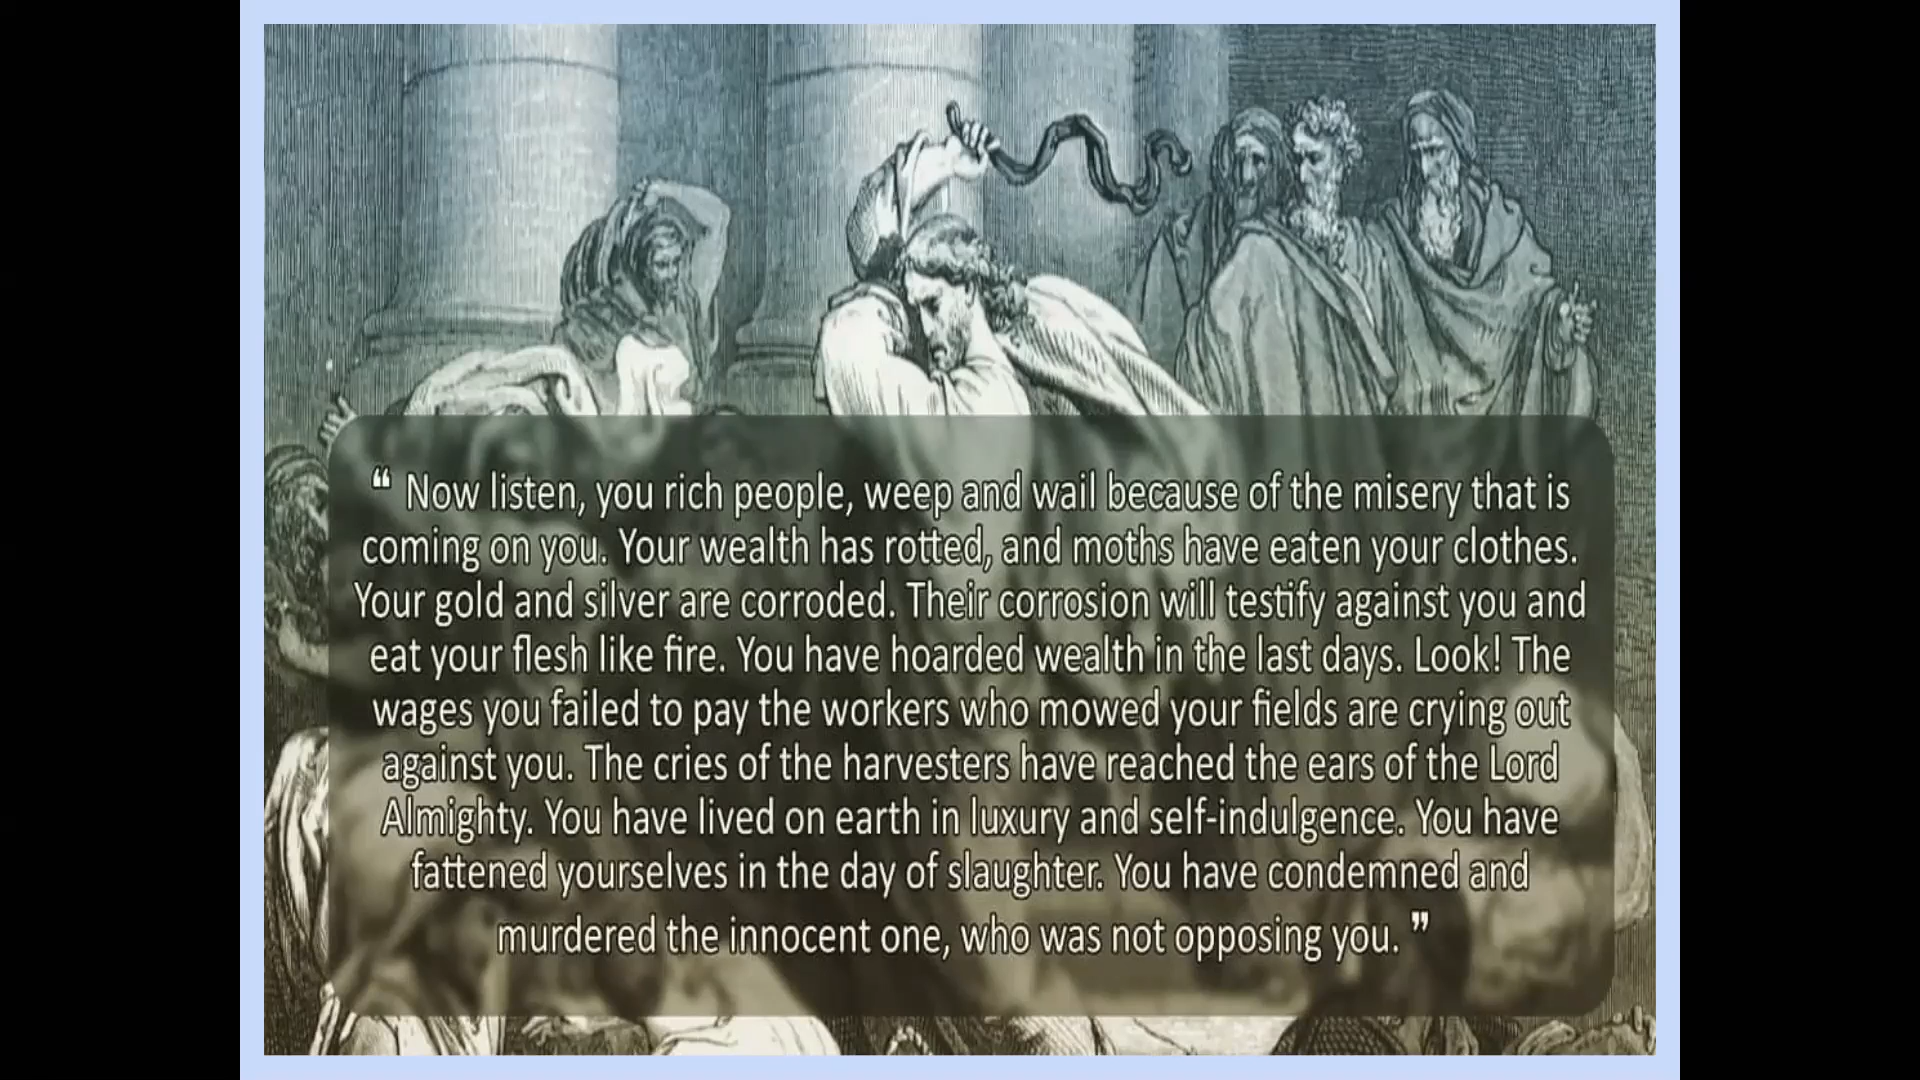 “ Now listen, you rich people, weep and wail because of the misery that is
coming on you. Your wealth has rotted, and moths have eaten your clothes.
Your gold and silver are corroded. Their corrosion will testify against you and
eat your flesh like fire. You have hoarded wealth in the last days. Look! The
wages you failed to pay the workers who mowed your fields are crying out
against you. The cries of the harvesters have reached the ears of the Lord
Almighty. You have lived on earth in luxury and self-indulgence. You have
fattened yourselves in the day of slaughter. You have condemned and
murdered the innocent one, who was not opposing you. ”